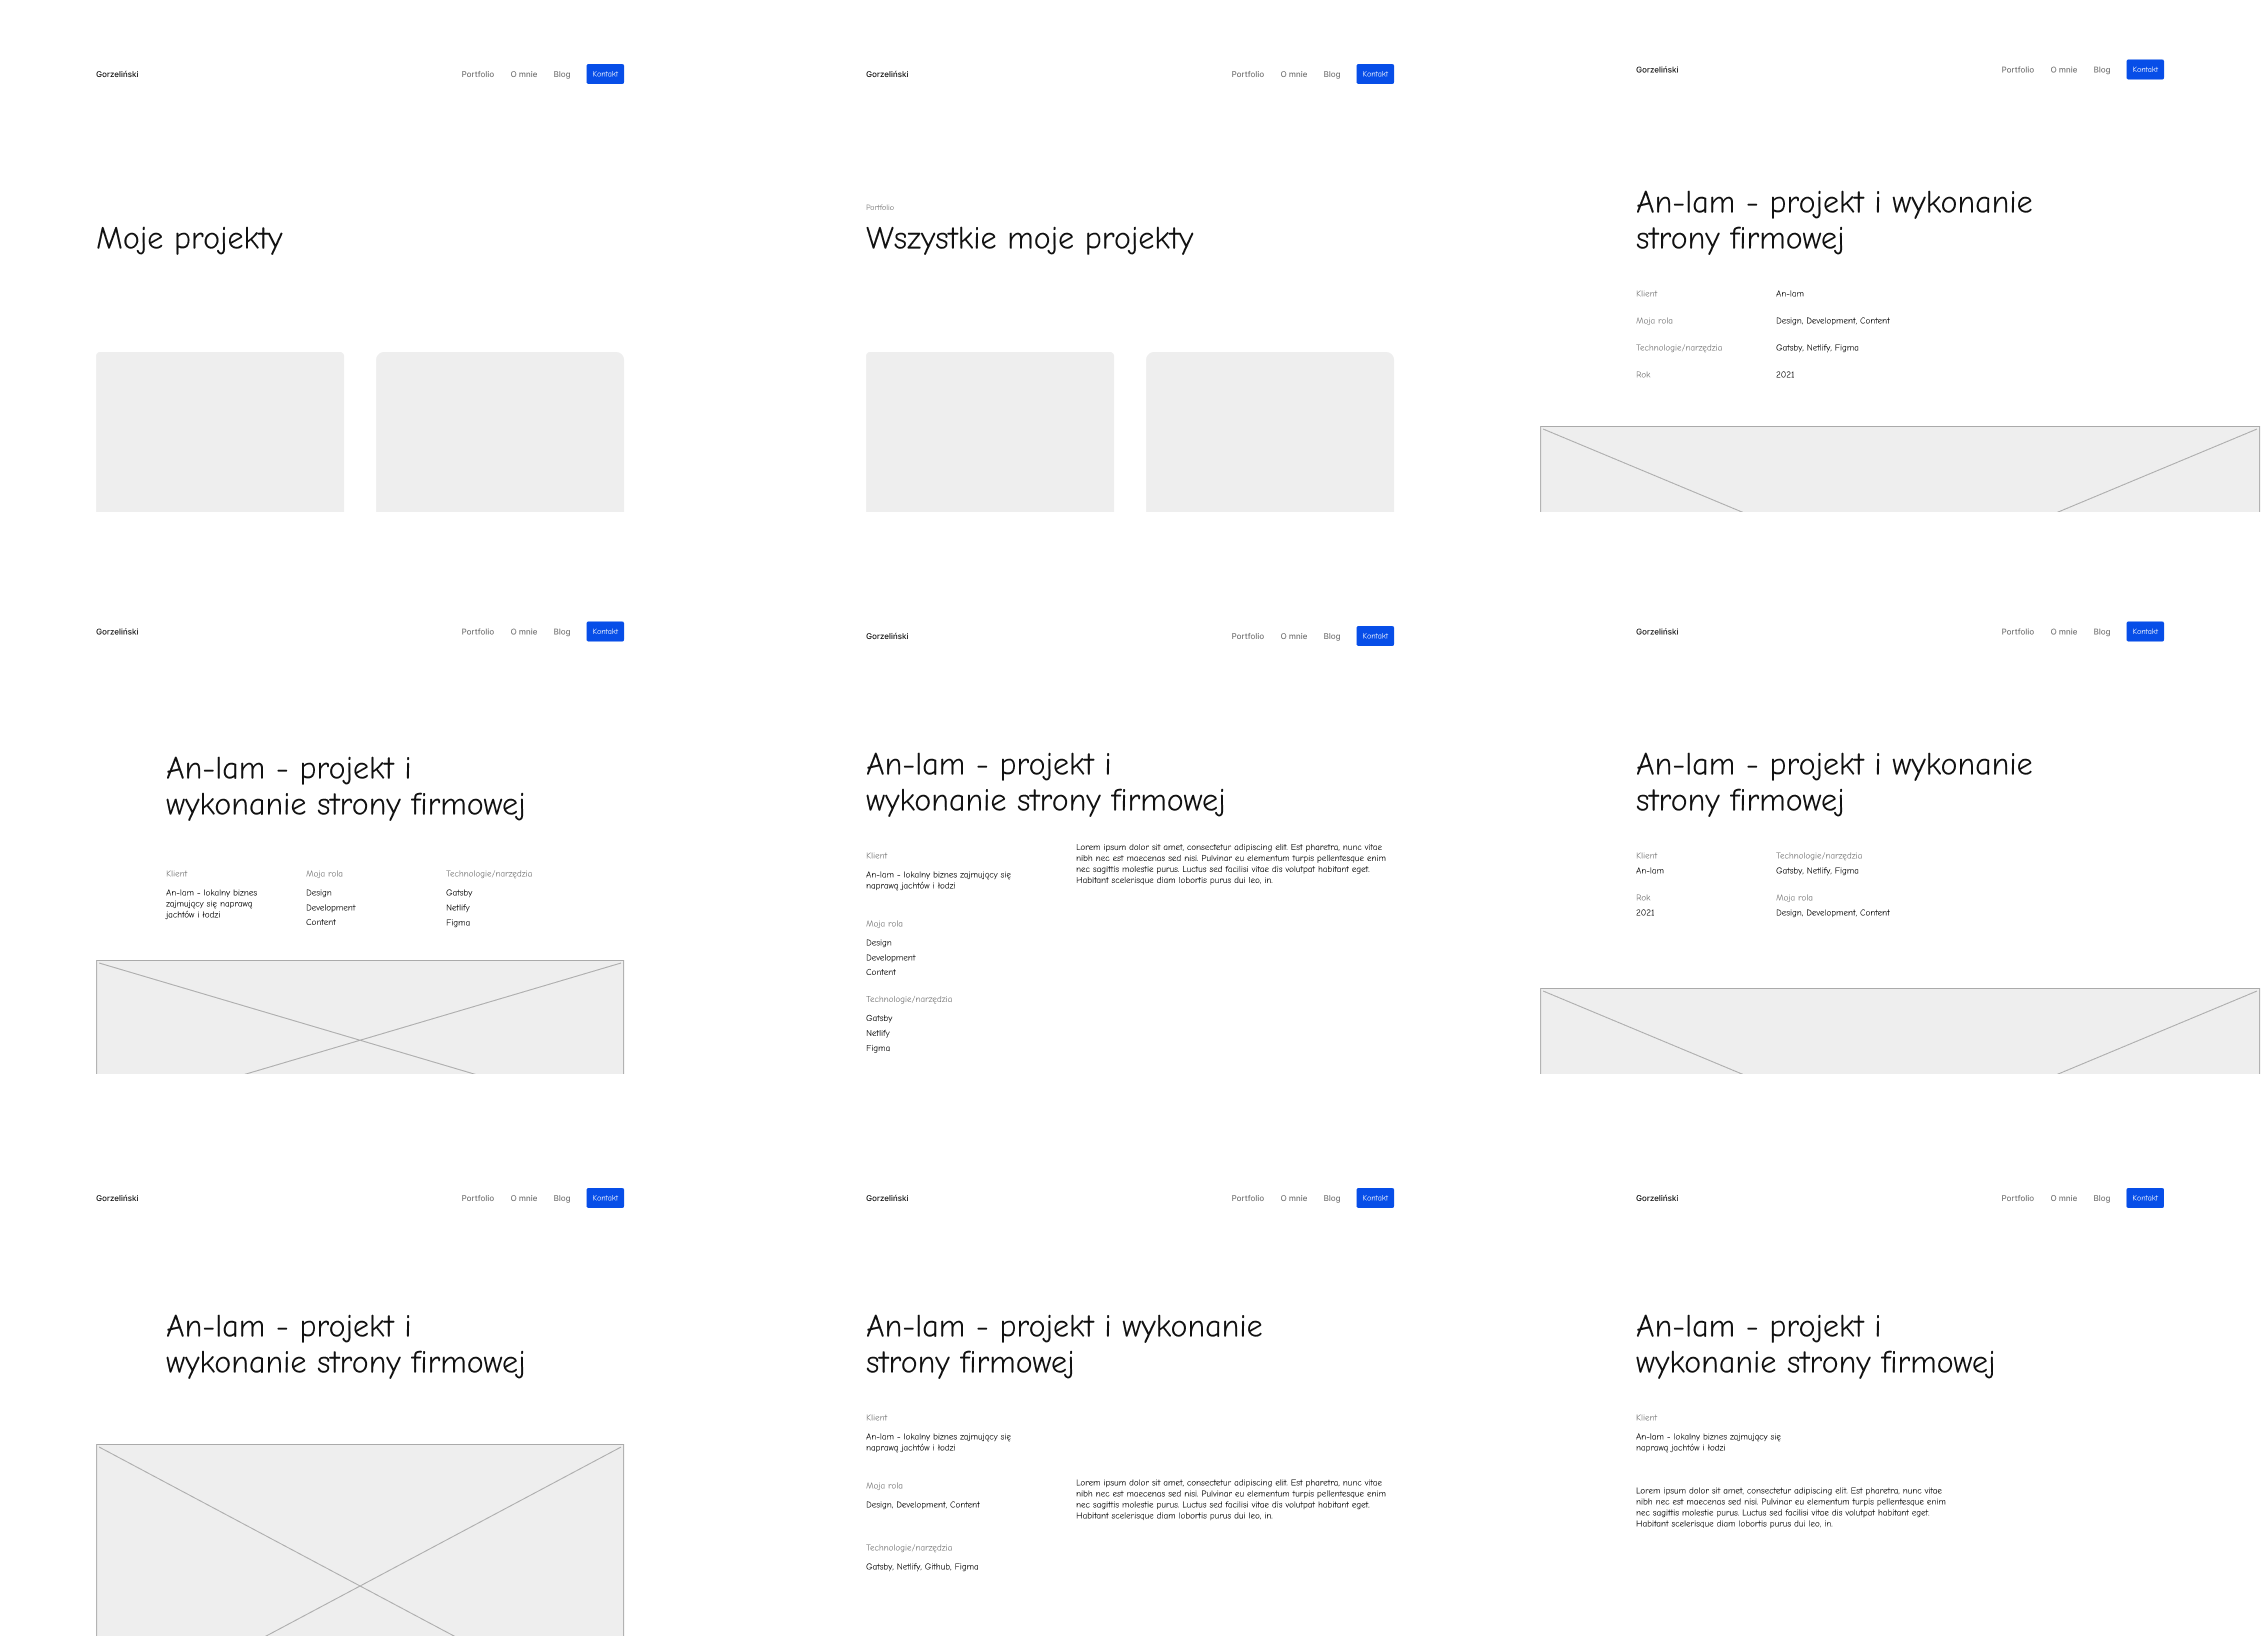 Gorzeliński
Portfolio O mnie Blog Kontakt
Moje projekty
Gorzeliński
Portfolio O mnie Blog Kontakt
Portfolio
Wszystkie moje projekty
Gorzeliński
Portfolio O mnie Blog Kontakt
An-lam - projekt i wykonanie
strony firmowej
Klient An-lam
Moja rola Design, Development, Content
Technologie/narzędzia Gatsby, Netlify, Figma
Rok 2021
Gorzeliński
Portfolio O mnie Blog Kontakt
An-lam - projekt i
wykonanie strony firmowej
Klient
An-lam - lokalny biznes
zajmujący się naprawą
jachtów i łodzi
Moja rola
Design
Development
Content
Technologie/narzędzia
Gatsby
Netlify
Figma
Gorzeliński
Portfolio O mnie Blog Kontakt
An-lam - projekt i
wykonanie strony firmowej
Klient
An-lam - lokalny biznes zajmujący się
naprawą jachtów i łodzi
Moja rola
Design
Development
Content
Technologie/narzędzia
Gatsby
Netlify
Figma
Lorem ipsum dolor sit amet, consectetur adipiscing elit. Est pharetra, nunc vitae
nibh nec est maecenas sed nisi. Pulvinar eu elementum turpis pellentesque enim
nec sagittis molestie purus. Luctus sed facilisi vitae dis volutpat habitant eget.
Habitant scelerisque diam lobortis purus dui leo, in.
Gorzeliński
Portfolio O mnie Blog Kontakt
An-lam - projekt i wykonanie
strony firmowej
Klient
An-lam
Technologie/narzędzia
Gatsby, Netlify, Figma
Rok
2021
Moja rola
Design, Development, Content
Gorzeliński
Portfolio O mnie Blog Kontakt
An-lam - projekt i
wykonanie strony firmowej
Gorzeliński
Portfolio O mnie Blog Kontakt
An-lam - projekt i wykonanie
strony firmowej
Klient
An-lam - lokalny biznes zajmujący się
naprawą jachtów i łodzi
Moja rola
Design, Development, Content
Technologie/narzędzia
Gatsby, Netlify, Github, Figma
Lorem ipsum dolor sit amet, consectetur adipiscing elit. Est pharetra, nunc vitae
nibh nec est maecenas sed nisi. Pulvinar eu elementum turpis pellentesque enim
nec sagittis molestie purus. Luctus sed facilisi vitae dis volutpat habitant eget.
Habitant scelerisque diam lobortis purus dui leo, in.
Gorzeliński
Portfolio O mnie Blog Kontakt
An-lam - projekt i
wykonanie strony firmowej
Klient
An-lam - lokalny biznes zajmujący się
naprawą jachtów i łodzi
Lorem ipsum dolor sit amet, consectetur adipiscing elit. Est pharetra, nunc vitae
nibh nec est maecenas sed nisi. Pulvinar eu elementum turpis pellentesque enim
nec sagittis molestie purus. Luctus sed facilisi vitae dis volutpat habitant eget.
Habitant scelerisque diam lobortis purus dui leo, in.